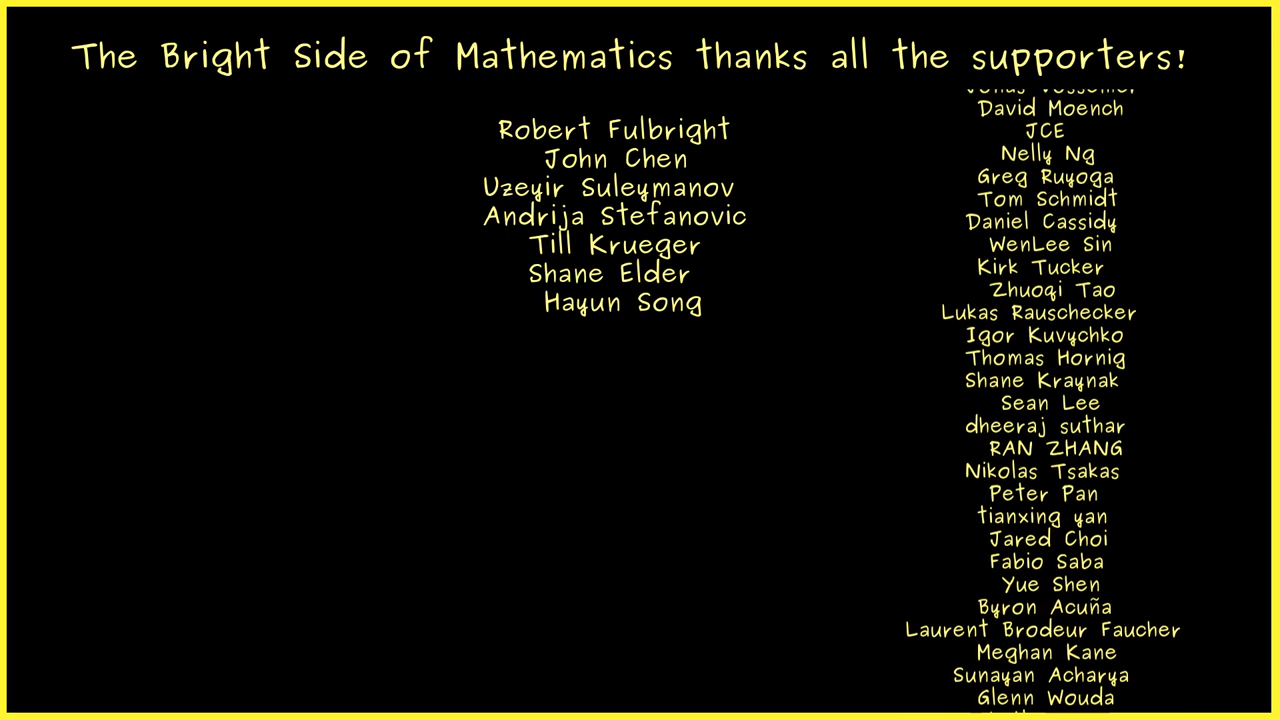 The Bright Side of Mathematics thanks all the supporters!
Robert Fulbright
John Chen
Uzeyir Suleymanov
Andrija Stefanovic
Till Krueger
Shane Elder
Hayun Song
David Moench
JCE
Nelly Ng
Greg Ruyoga
Tom Schmidt
Daniel Cassidy
WenLee Sin
Kirk Tucker
Zhuoqi Tao
Lukas Rauschecker
Igor Kuvychko
Thomas Hornig
Shane Kraynak
Sean Lee
dheeraj suthar
RAN ZHANG
Nikolas Tsakas
Peter Pan
tianxing yan
Jared Choi
Fabio Saba
Yue Shen
Byron Acuña
Laurent Brodeur Faucher
Meghan Kane
Sunayan Acharya
Glenn Wouda